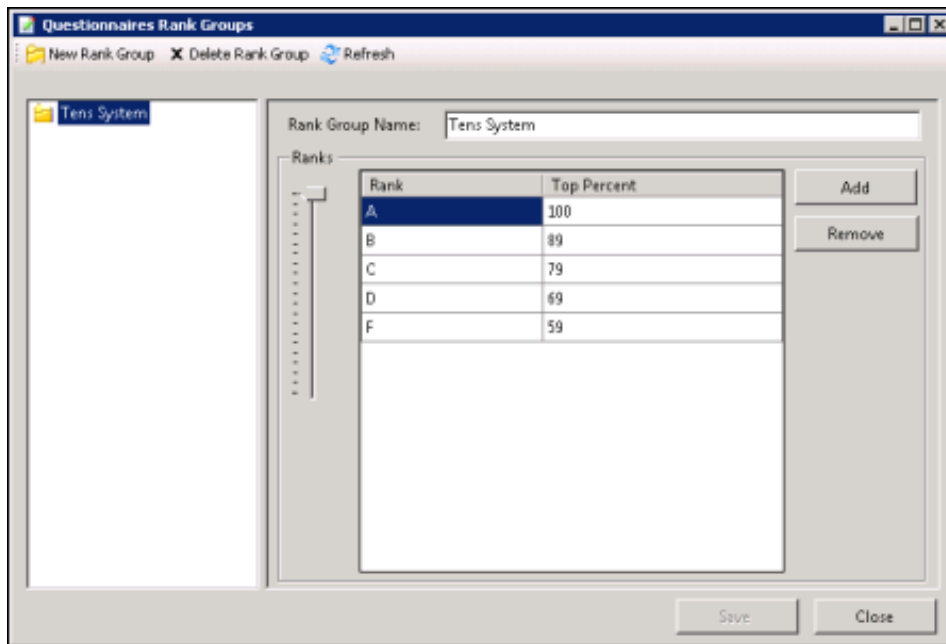 Questionnaires Rank Groups
New Rank Group X Delete Rank Group Refresh
Tens System
Rank Group Name: Tens System
Ranks
Rank Top Percent
A 100
B 89
C 79
D 69
F 59
Add
Remove
Save Close